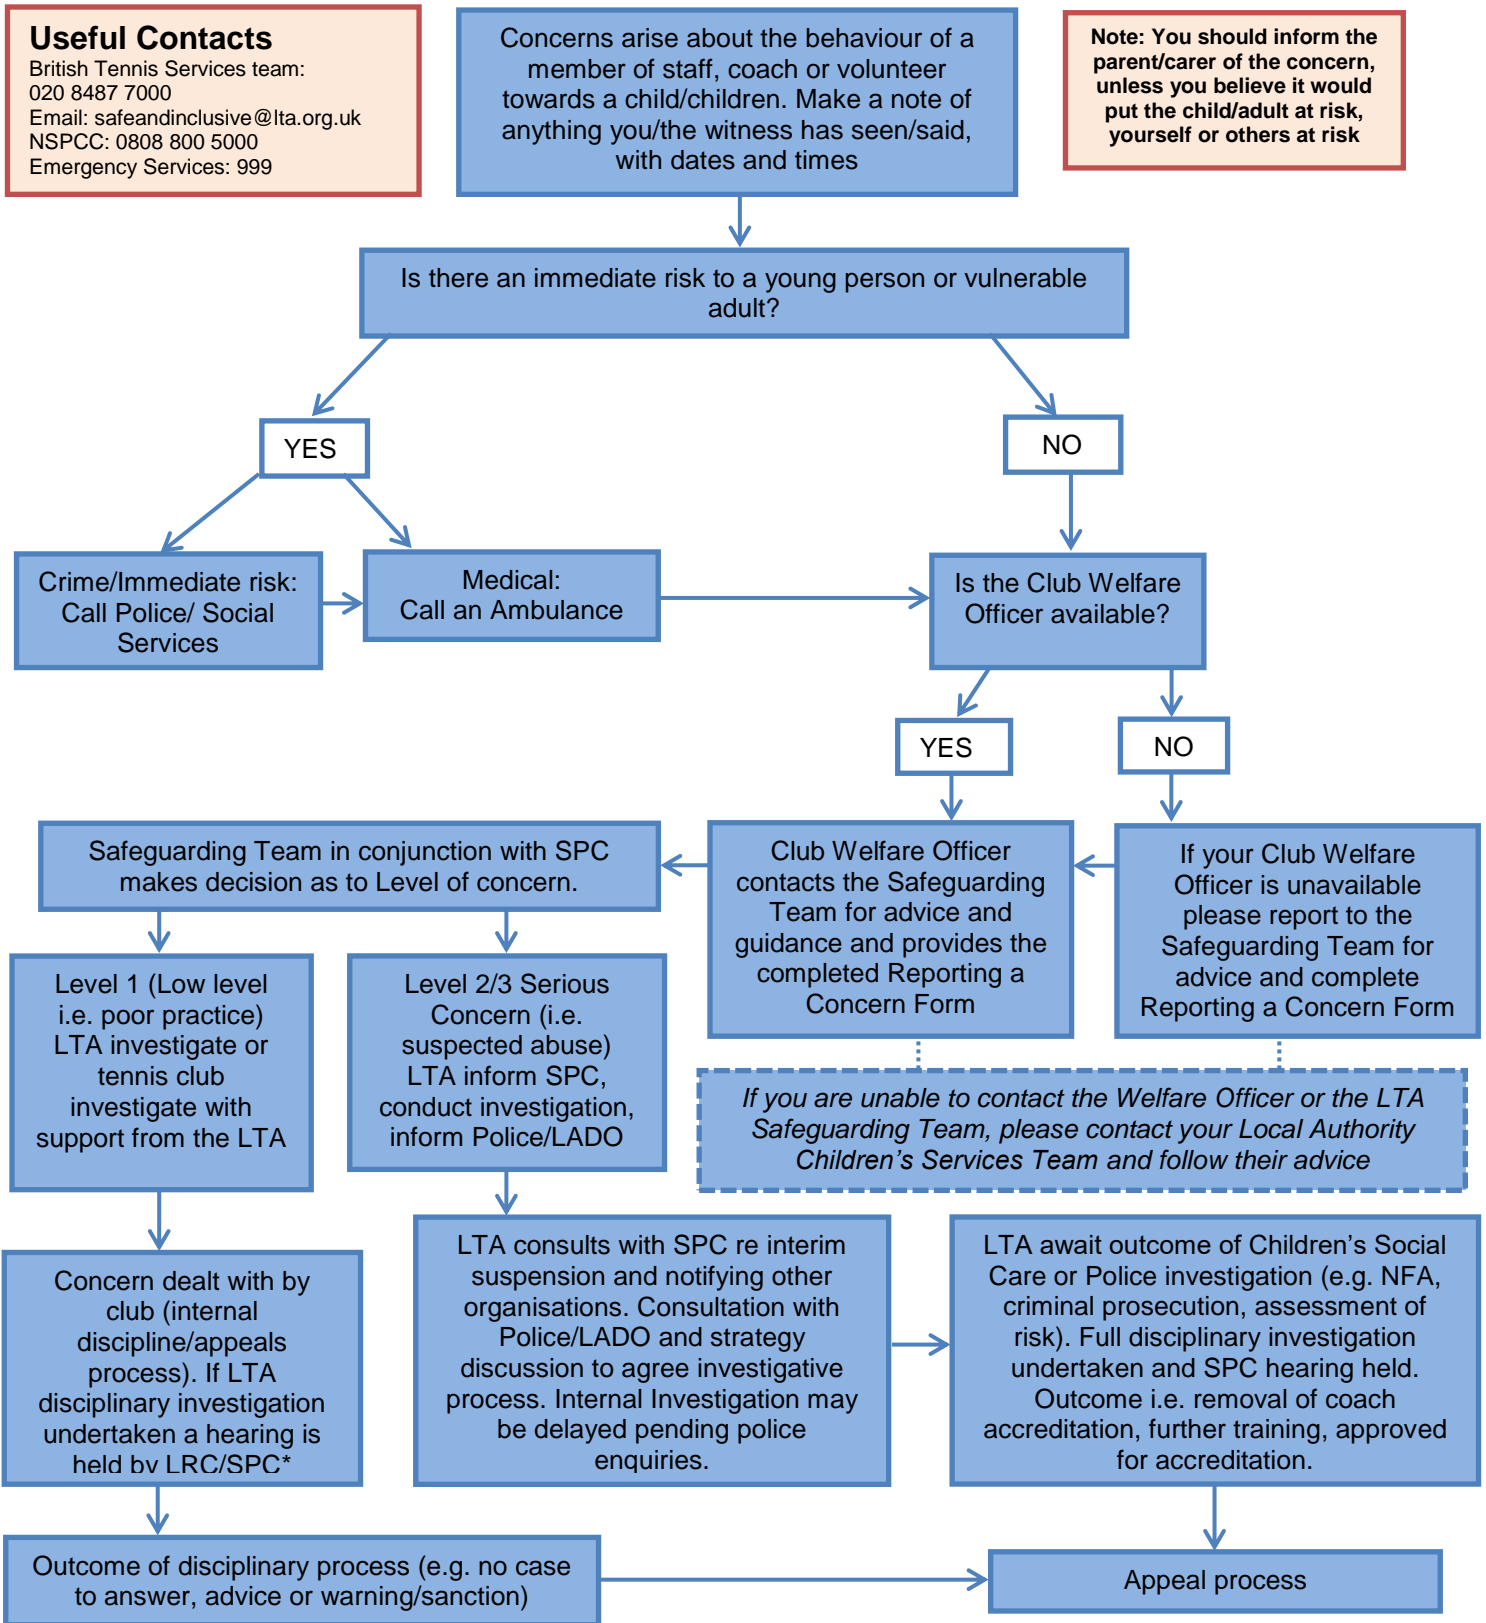 Useful Contacts
British Tennis Services team:
020 8487 7000
Email: safeandinclusive@lta.org.uk
NSPCC: 0808 800 5000
Emergency Services: 999
Concerns arise about the behaviour of a
member of staff, coach or volunteer
towards a child/children. Make a note of
anything you/the witness has seen/said,
with dates and times
Note: You should inform the
parent/carer of the concern,
unless you believe it would
put the child/adult at risk,
yourself or others at risk
Is there an immediate risk to a young person or vulnerable
adult?
YES
NO
Crime/Immediate risk:
Call Police/ Social
Services
Medical:
Call an Ambulance
Is the Club Welfare
Officer available?
YES
NO
Safeguarding Team in conjunction with SPC
makes decision as to Level of concern.
Club Welfare Officer
contacts the Safeguarding
Team for advice and
guidance and provides the
completed Reporting a
Concern Form
If your Club Welfare
Officer is unavailable
please report to the
Safeguarding Team for
advice and complete
Reporting a Concern Form
Level 1 (Low level
i.e. poor practice)
LTA investigate or
tennis club
investigate with
support from the LTA
Level 2/3 Serious
Concern (i.e.
suspected abuse)
LTA inform SPC,
conduct investigation,
inform Police/LADO
If you are unable to contact the Welfare Officer or the LTA
Safeguarding Team, please contact your Local Authority
Children's Services Team and follow their advice
Concern dealt with by
club (internal
discipline/appeals
process). If LTA
disciplinary investigation
undertaken a hearing is
held by LRC/SPC*
LTA consults with SPC re interim
suspension and notifying other
organisations. Consultation with
Police/LADO and strategy
discussion to agree investigative
process. Internal Investigation may
be delayed pending police
enquiries.
LTA await outcome of Children's Social
Care or Police investigation (e.g. NFA,
criminal prosecution, assessment of
risk). Full disciplinary investigation
undertaken and SPC hearing held.
Outcome i.e. removal of coach
accreditation, further training, approved
for accreditation.
Outcome of disciplinary process (e.g. no case
to answer, advice or warning/sanction)
Appeal process